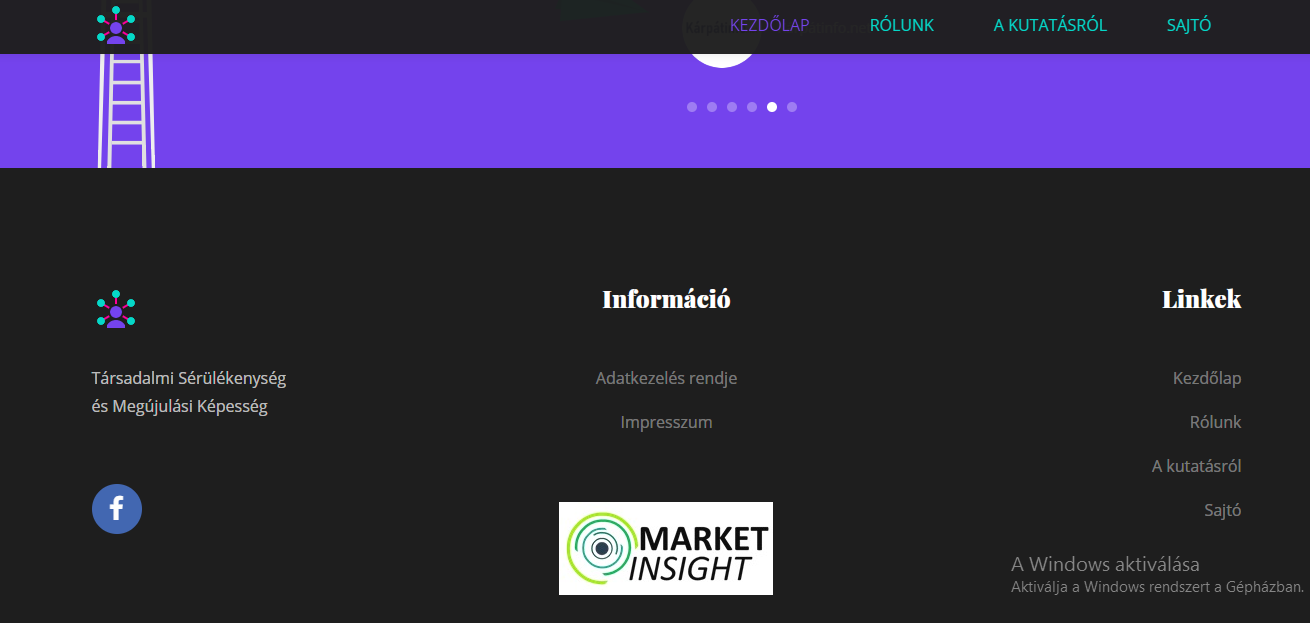 KEZDŐLAP RÓLUNK A KUTATÁSRÓL SAJTÓ
Információ
Linkek
Társadalmi Sérülékenység
és Megújulási Képesség
Adatkezelés rendje
Impresszum
Kezdőlap
Rólunk
A kutatásról
Sajtó
f
MARKET
INSIGHT
A Windows aktiválása
Aktiválja a Windows rendszert a Gépházban.